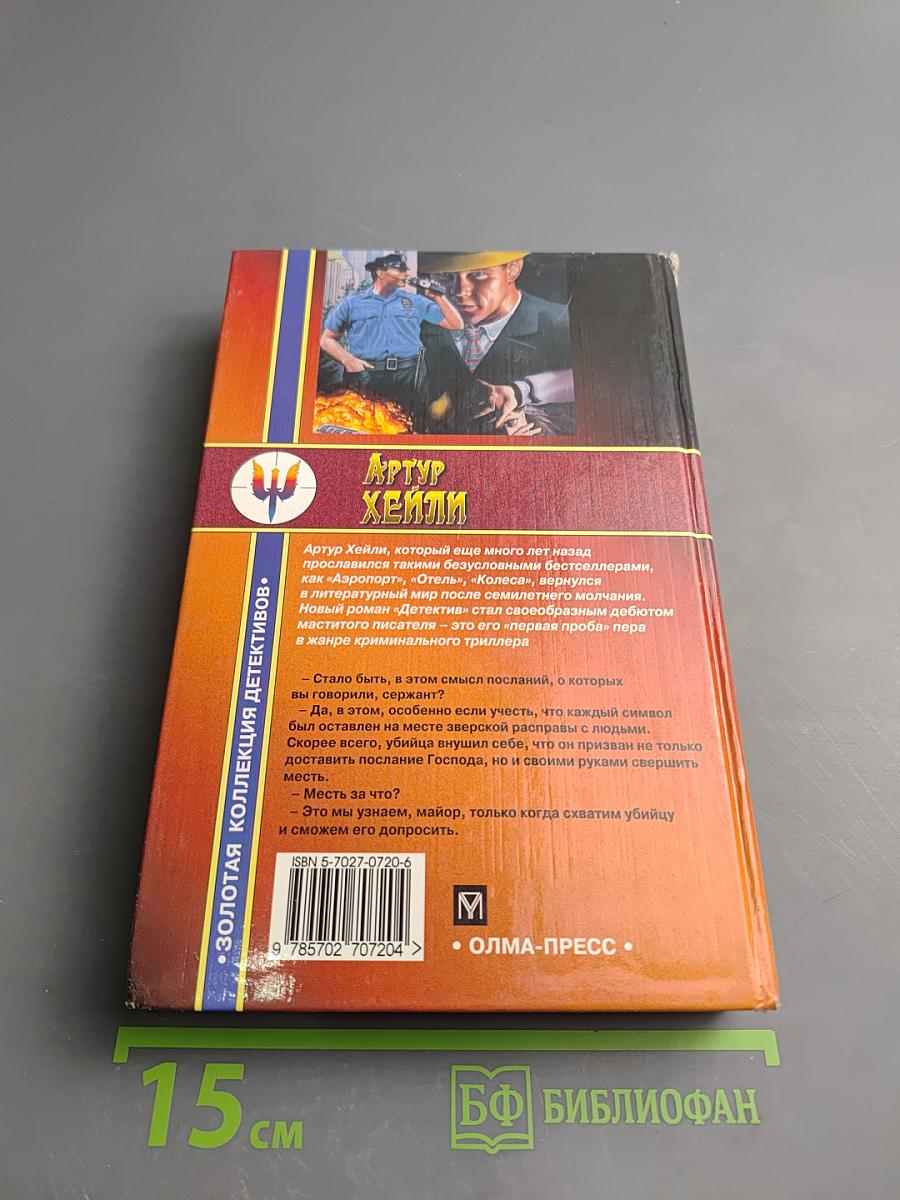 Артур
ХЕЙЛИ
Артур Хейли, который еще много лет назад
прославился такими безусловными бестселлерами,
как «Аэропорт», «Отель», «Колеса», вернулся
в литературный мир после семилетнего молчания.
Новый роман «Детектив» стал своеобразным дебютом
маститого писателя – это его «первая проба» пера
в жанре криминального триллера
– Стало быть, в этом смысл посланий, о которых
вы говорили, сержант?
– Да, в этом, особенно если учесть, что каждый символ
был оставлен на месте зверской расправы с людьми.
Скорее всего, убийца внушил себе, что он призван не только
доставить послание Господа, но и своими руками свершить
месть.
– Месть за что?
– Это мы узнаем, майор, только когда схватим убийцу
и сможем его допросить.
•ЗОЛОТАЯ КОЛЛЕКЦИЯ ДЕТЕКТИВОВ•
ISBN 5-7027-0720-6
9 785702 707204 >
• ОЛМА-ПРЕСС •
15 см
БФ БИБЛИОФАН